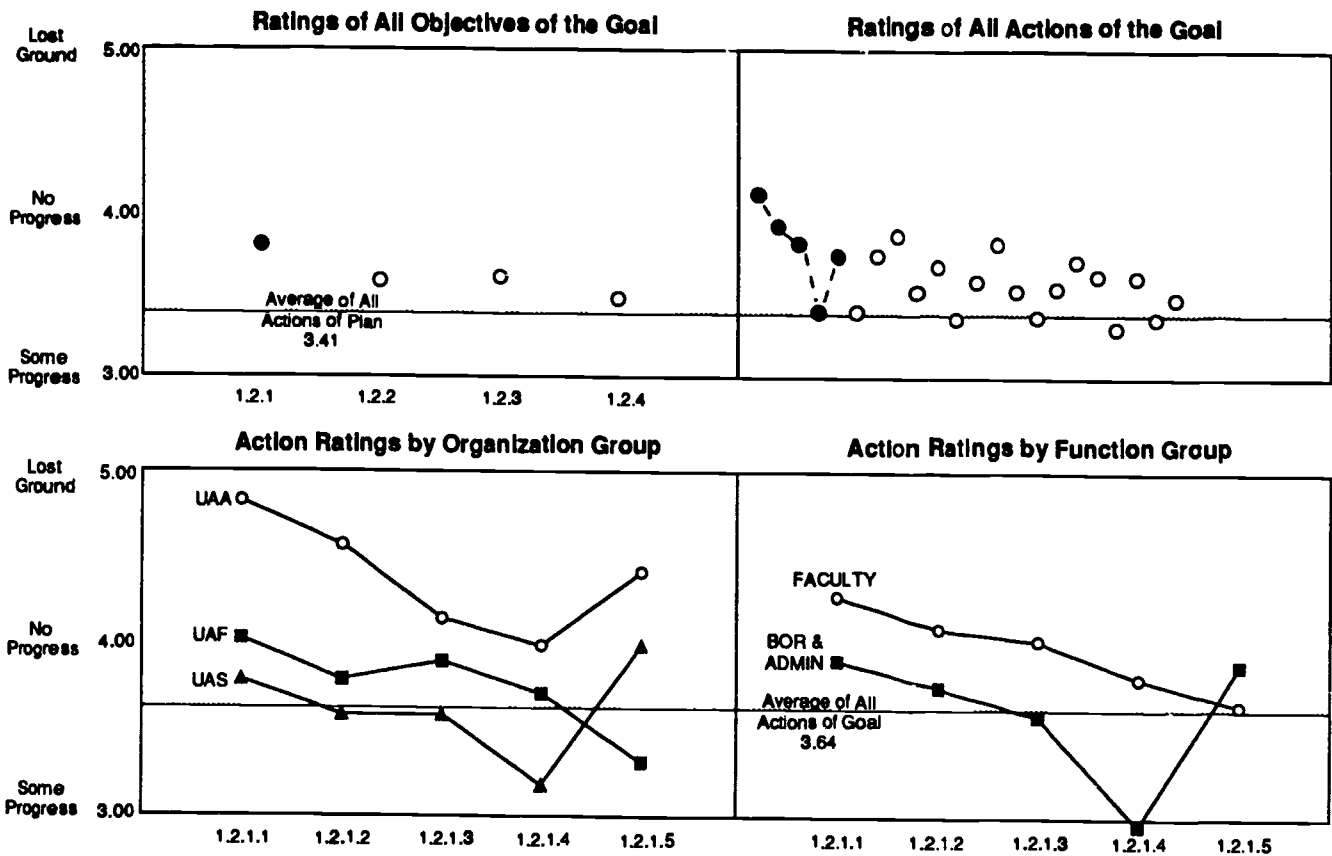 Ratings of All Objectives of the Goal
Ratings of All Actions of the Goal
Lost
Ground
5.00
No
Progress
4.00
Average of All
Actions of Plan
3.41
Some
Progress
3.00
1.2.1
1.2.2
1.2.3
1.2.4
Action Ratings by Organization Group
Action Ratings by Function Group
Lost
Ground
5.00
UAA
FACULTY
No
Progress
4.00
UAF
UAS
BOR &
ADMIN
Average of All
Actions of Goal
3.64
Some
Progress
3.00
1.2.1.1
1.2.1.2
1.2.1.3
1.2.1.4
1.2.1.5
1.2.1.1
1.2.1.2
1.2.1.3
1.2.1.4
1.2.1.5